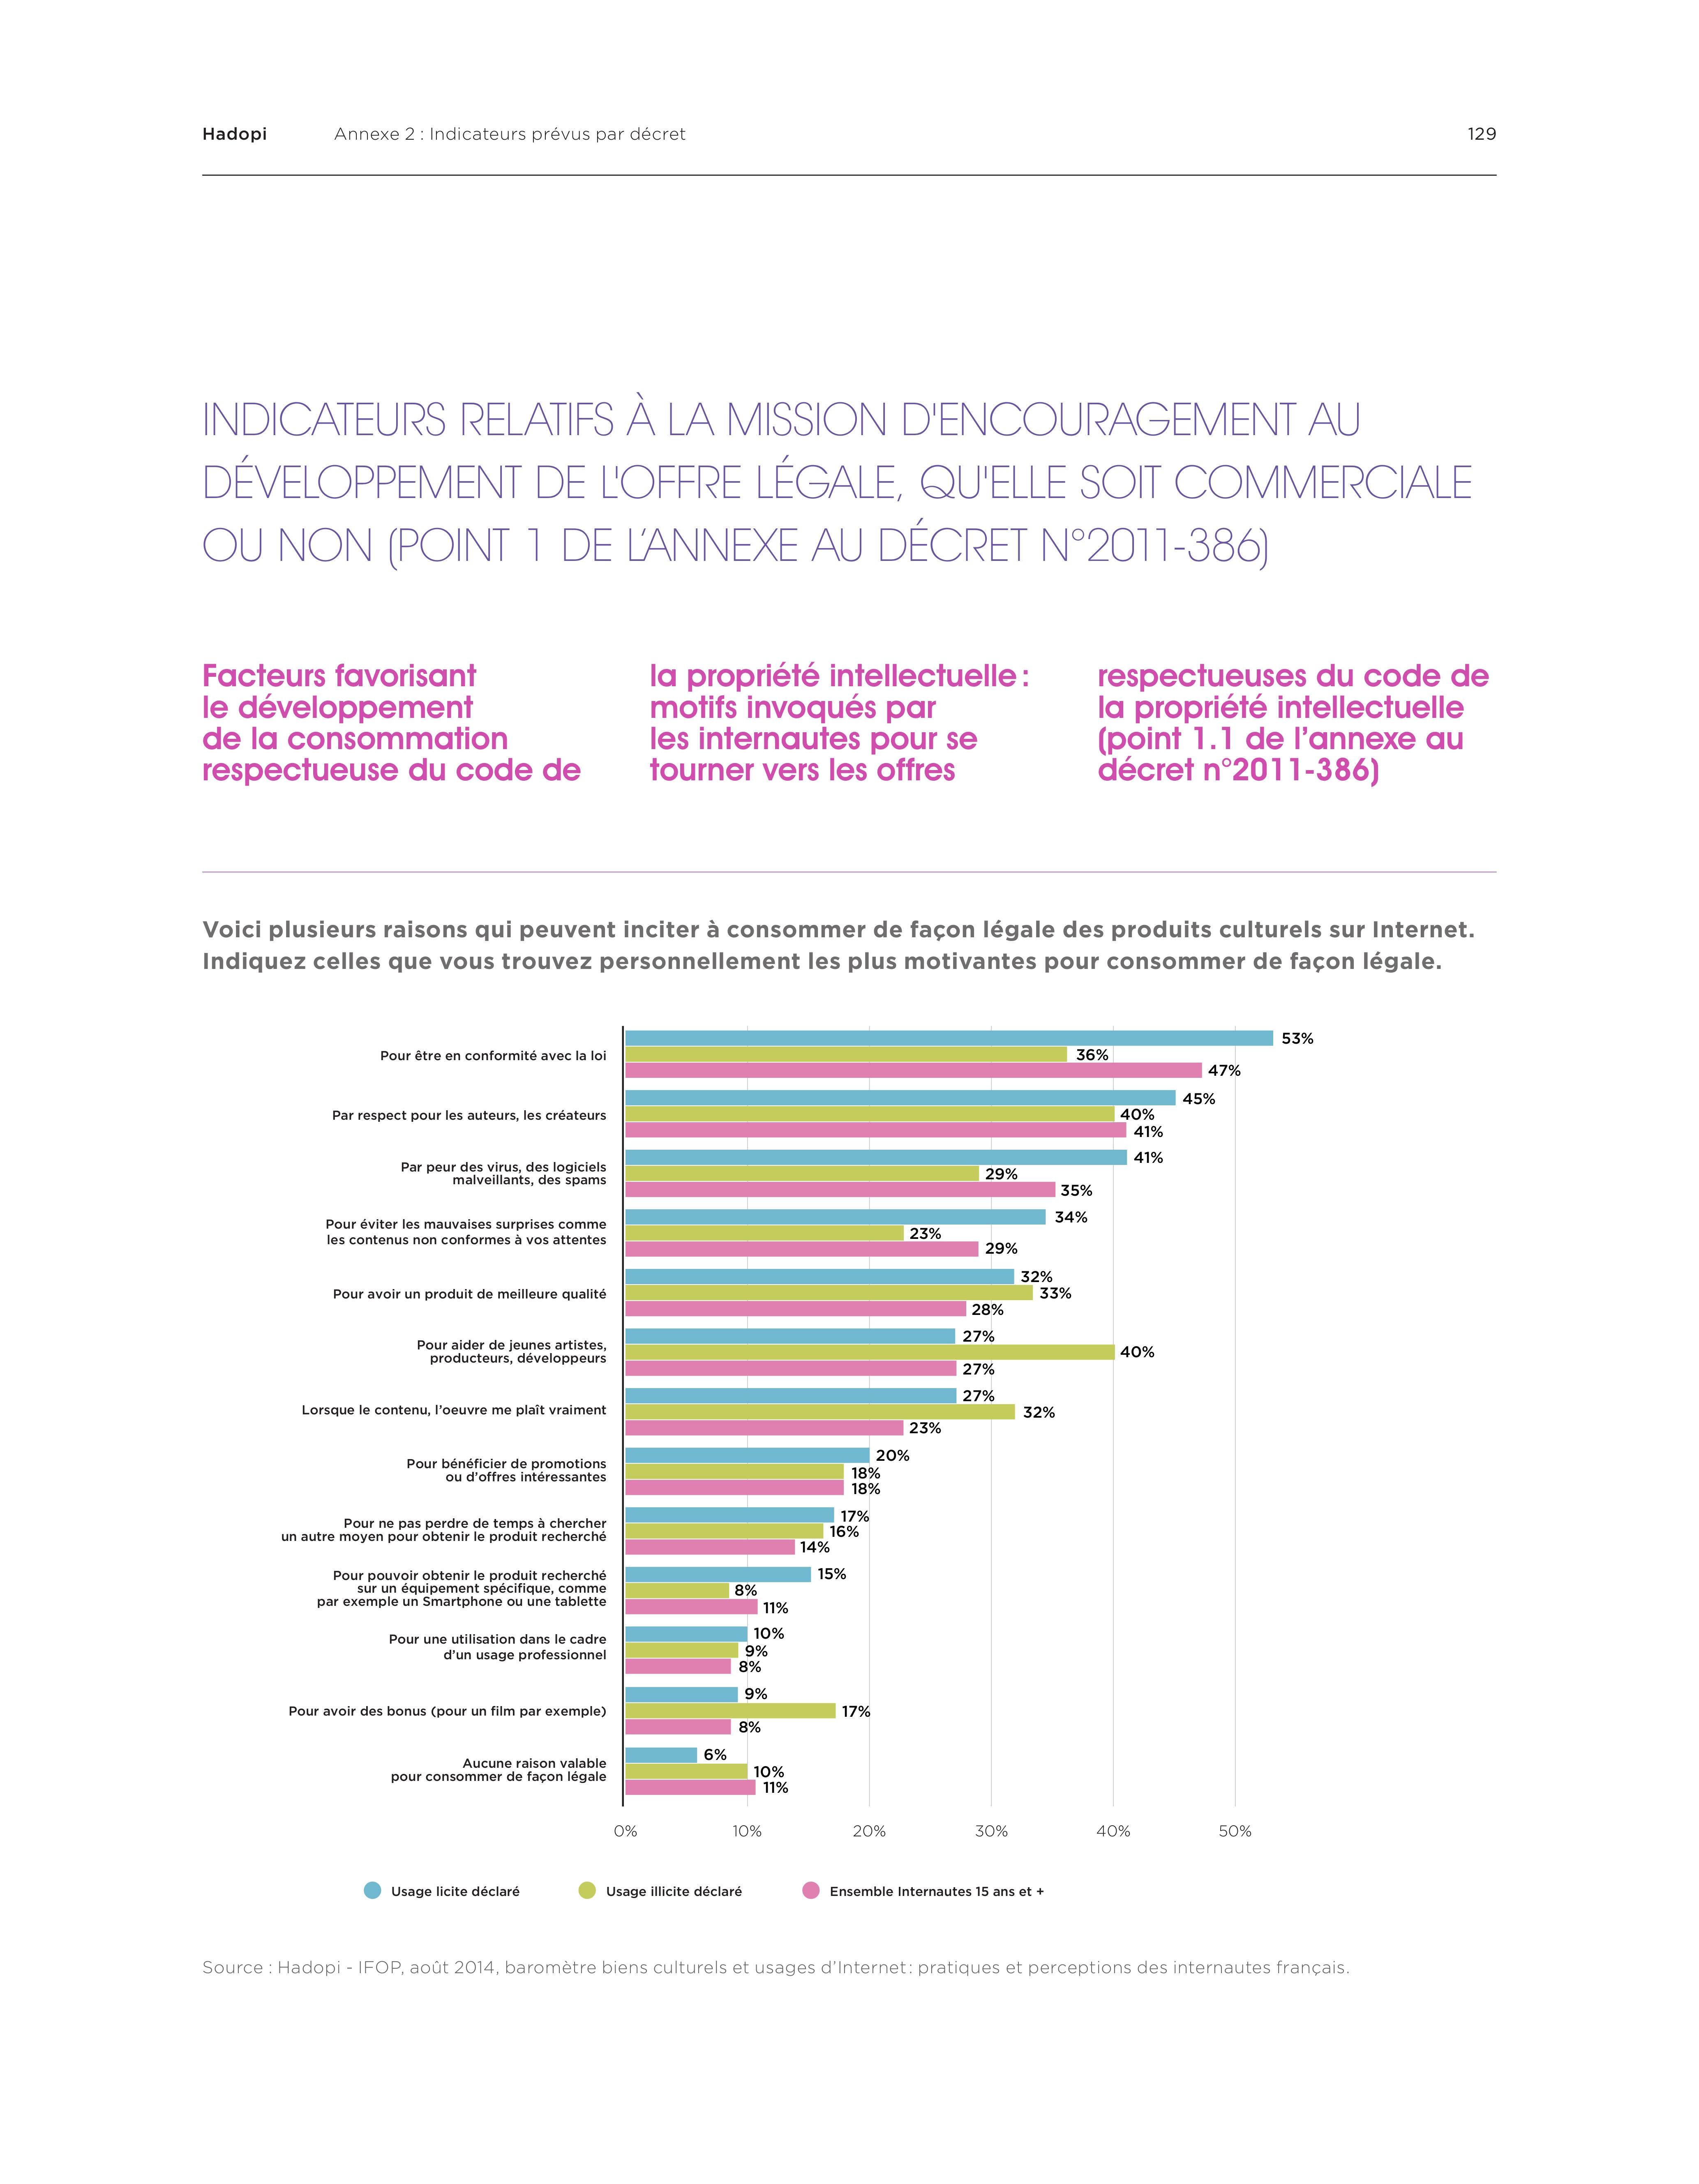 Hadopi
Annexe 2 : Indicateurs prévus par décret
129
INDICATEURS RELATIFS À LA MISSION D'ENCOURAGEMENT AU
DÉVELOPPEMENT DE L'OFFRE LÉGALE, QU'ELLE SOIT COMMERCIALE
OU NON (POINT 1 DE L’ANNEXE AU DÉCRET N°2011-386)
Facteurs favorisant
le développement
de la consommation
respectueuse du code de
la propriété intellectuelle :
motifs invoqués par
les internautes pour se
tourner vers les offres
respectueuses du code de
la propriété intellectuelle
(point 1.1 de l’annexe au
décret n°2011-386)
Voici plusieurs raisons qui peuvent inciter à consommer de façon légale des produits culturels sur Internet.
Indiquez celles que vous trouvez personnellement les plus motivantes pour consommer de façon légale.
Pour être en conformité avec la loi
53%
36%
47%
Par respect pour les auteurs, les créateurs
45%
40%
41%
Par peur des virus, des logiciels
malveillants, des spams
41%
29%
35%
Pour éviter les mauvaises surprises comme
les contenus non conformes à vos attentes
34%
23%
29%
Pour avoir un produit de meilleure qualité
32%
33%
28%
Pour aider de jeunes artistes,
producteurs, développeurs
27%
40%
27%
Lorsque le contenu, l’oeuvre me plaît vraiment
27%
32%
23%
Pour bénéficier de promotions
ou d’offres intéressantes
20%
18%
18%
Pour ne pas perdre de temps à chercher
un autre moyen pour obtenir le produit recherché
17%
16%
14%
Pour pouvoir obtenir le produit recherché
sur un équipement spécifique, comme
par exemple un Smartphone ou une tablette
15%
8%
11%
Pour une utilisation dans le cadre
d’un usage professionnel
10%
9%
8%
Pour avoir des bonus (pour un film par exemple)
9%
17%
8%
Aucune raison valable
pour consommer de façon légale
6%
10%
11%
0% 10% 20% 30% 40% 50%
Usage licite déclaré
Usage illicite déclaré
Ensemble Internautes 15 ans et +
Source : Hadopi - IFOP, août 2014, baromètre biens culturels et usages d’Internet : pratiques et perceptions des internautes français.